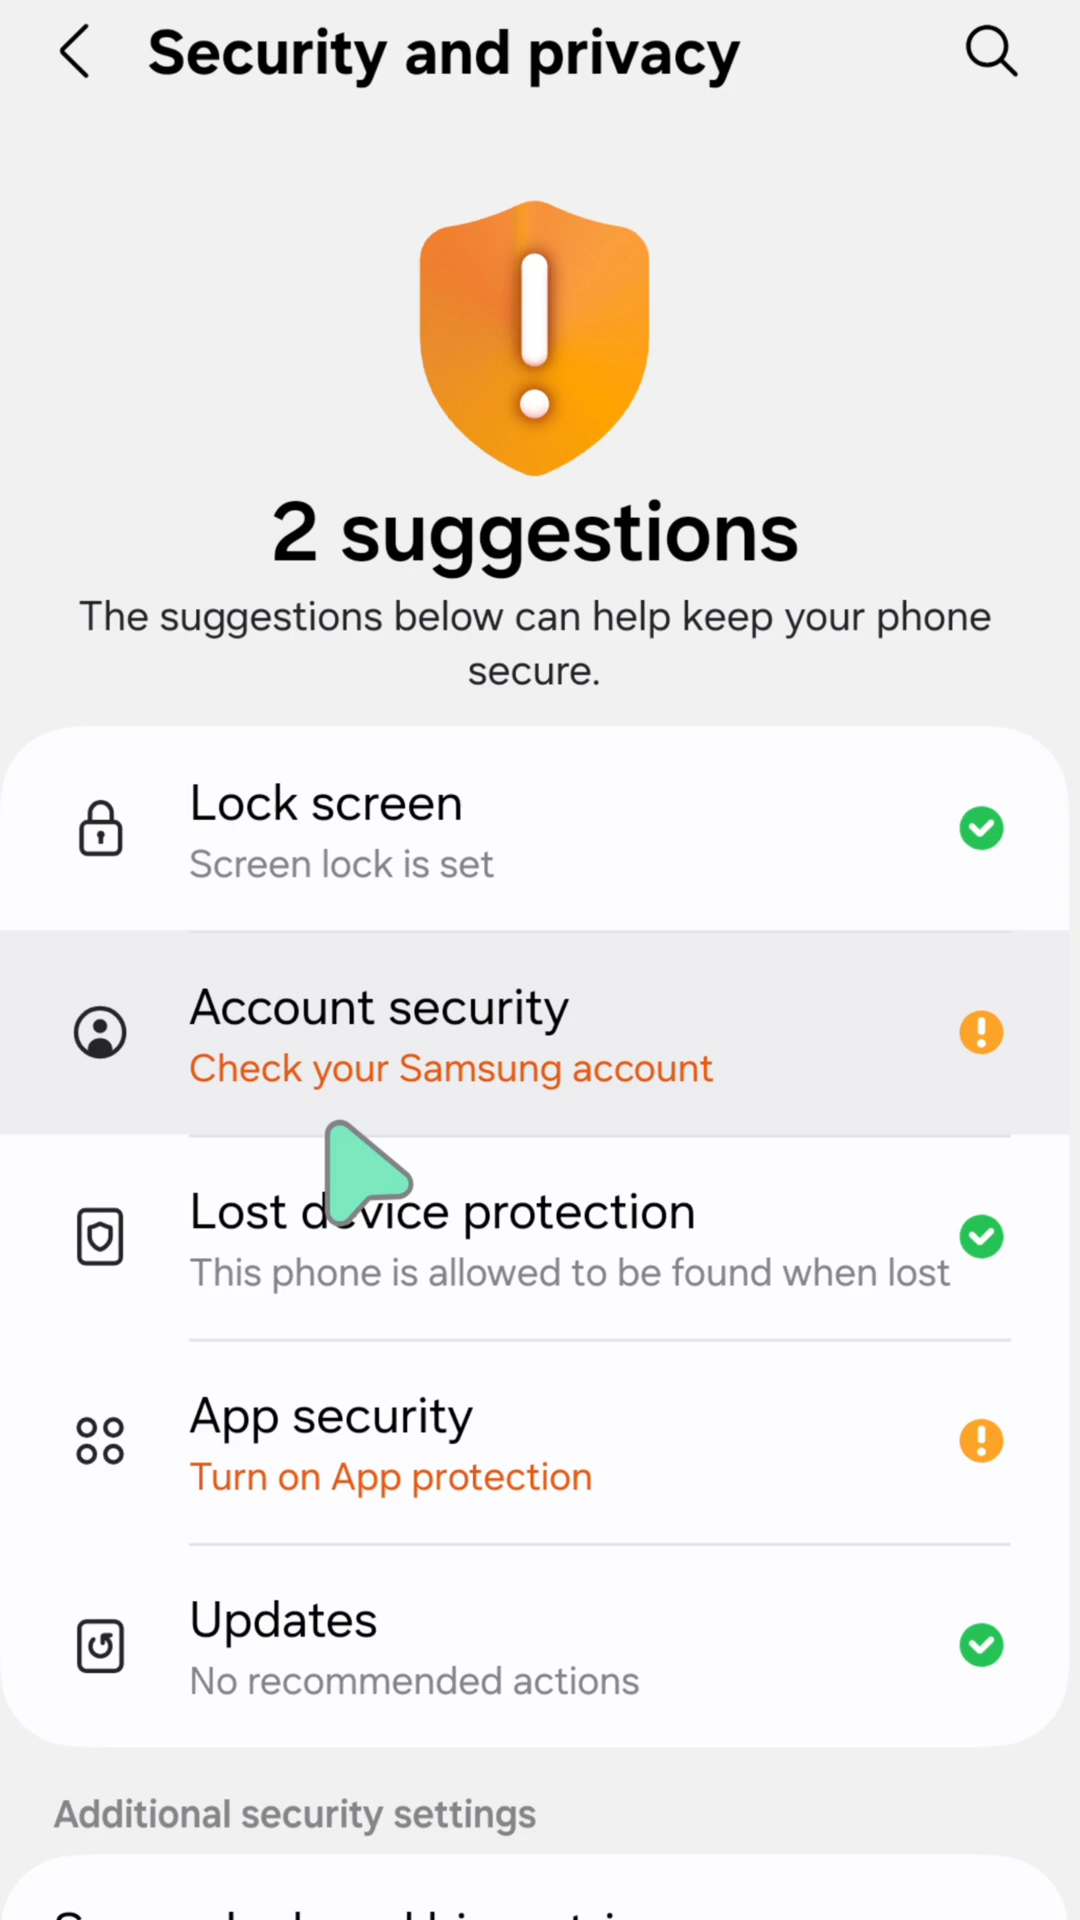 Security and privacy
2 suggestions
The suggestions below can help keep your phone
secure.
Lock screen
Screen lock is set
Account security
Check your Samsung account
Lost device protection
This phone is allowed to be found when lost
App security
Turn on App protection
Updates
No recommended actions
Additional security settings